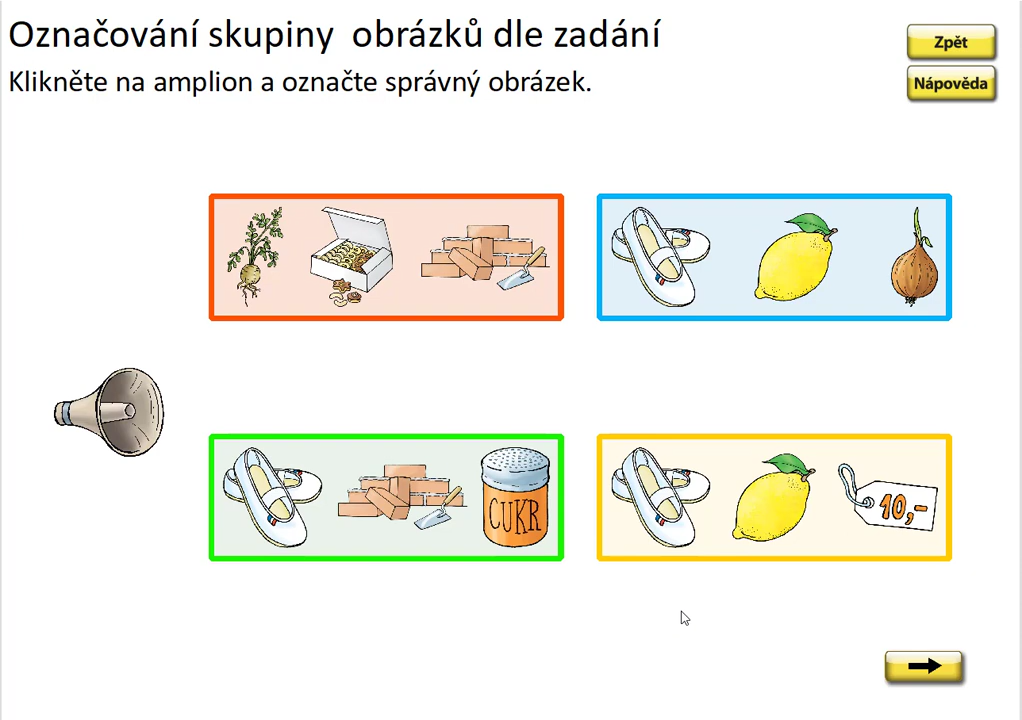 Označování skupiny  obrázků dle zadání
Klikněte na amplion a označte správný obrázek.
Zpět
Nápověda
CUKR
10,-